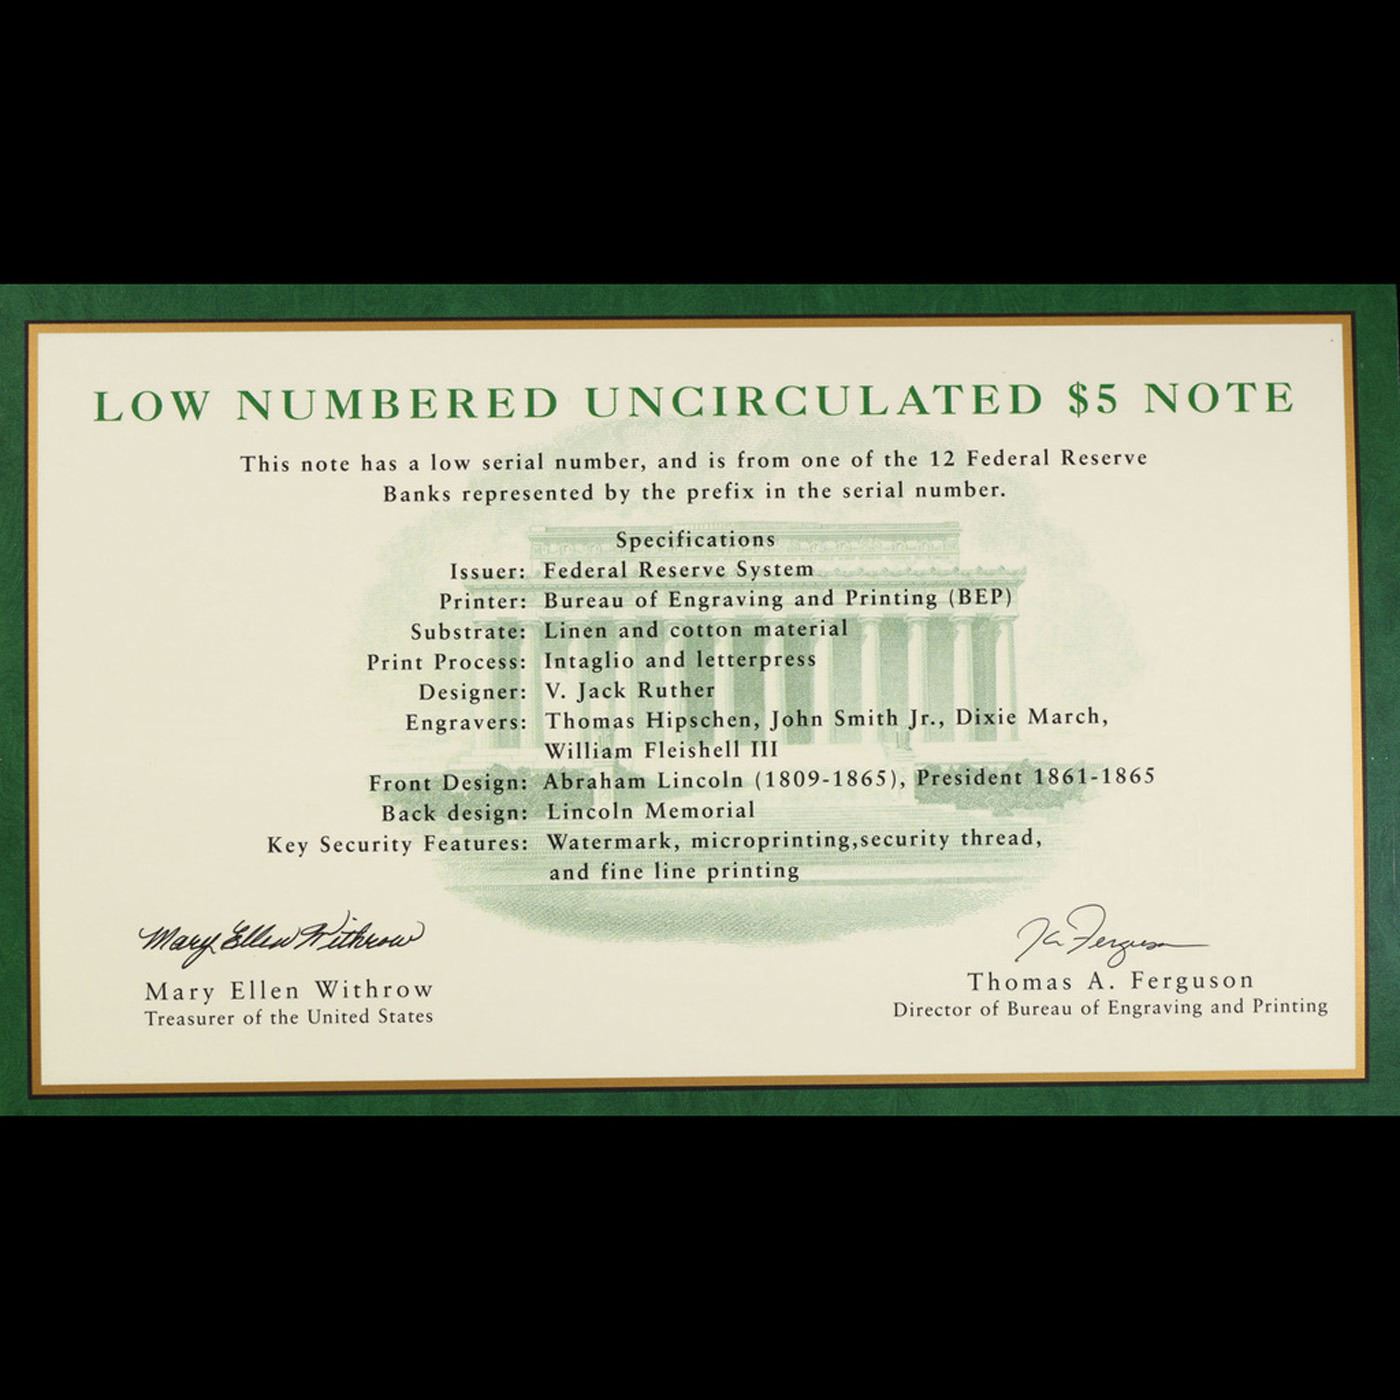 LOW NUMBERED UNCIRCULATED $5 NOTE
This note has a low serial number, and is from one of the 12 Federal Reserve
Banks represented by the prefix in the serial number.
Specifications
Issuer: Federal Reserve System
Printer: Bureau of Engraving and Printing (BEP)
Substrate: Linen and cotton material
Print Process: Intaglio and letterpress
Designer: V. Jack Ruther
Engravers: Thomas Hipschen, John Smith Jr., Dixie March,
William Fleishell III
Front Design: Abraham Lincoln (1809-1865), President 1861-1865
Back design: Lincoln Memorial
Key Security Features: Watermark, microprinting,security thread,
and fine line printing
Mary Ellen Withrow
Mary Ellen Withrow
Treasurer of the United States
Ferguson
Thomas A. Ferguson
Director of Bureau of Engraving and Printing